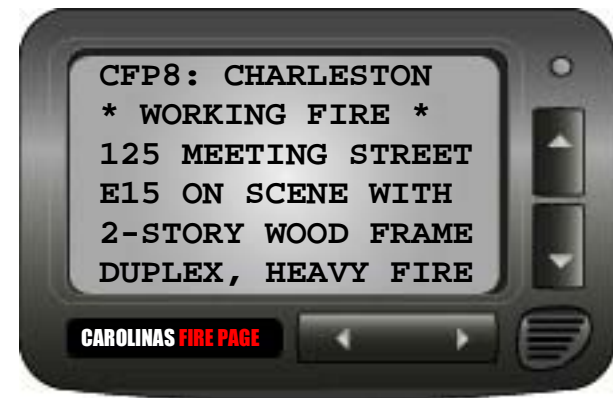 CFP8: CHARLESTON
* WORKING FIRE *
125 MEETING STREET
E15 ON SCENE WITH
2-STORY WOOD FRAME
DUPLEX, HEAVY FIRE
CAROLINAS FIRE PAGE